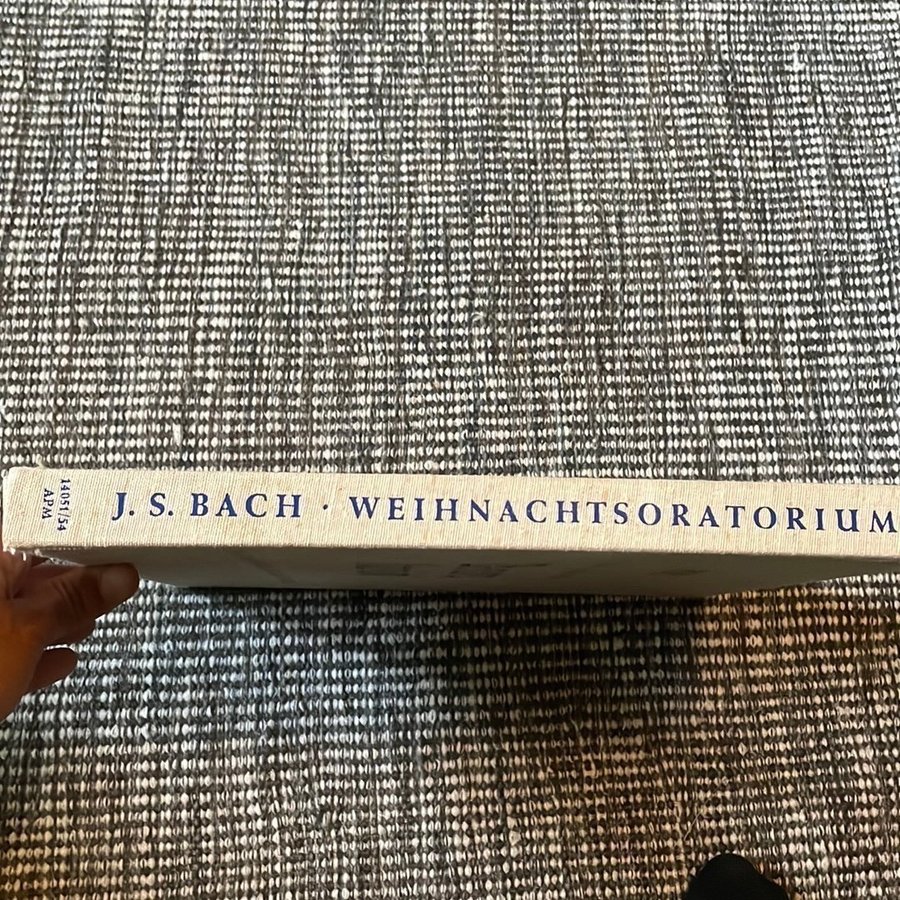 14051/54
APM
J. S. BACH · WEIHNACHTSORATORIUM